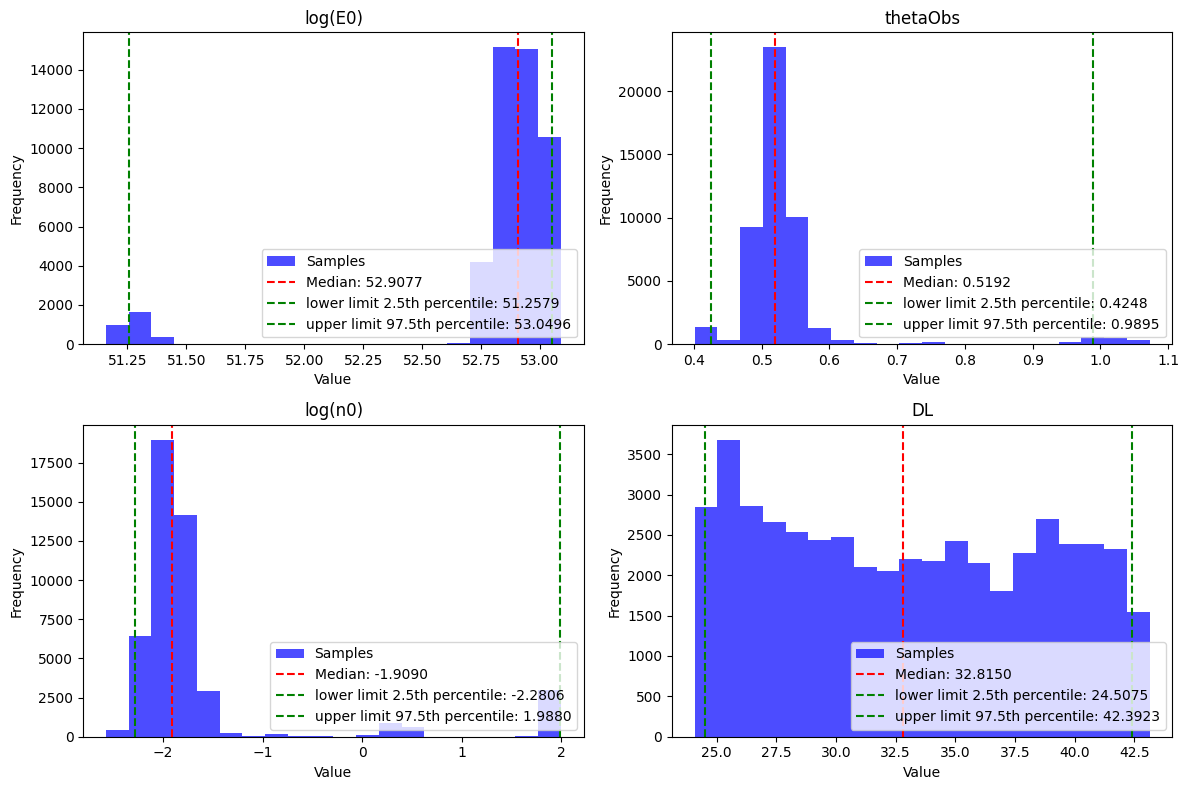 log(E0)
Frequency
14000
12000
10000
8000
6000
4000
2000
0
Samples
Median: 52.9077
lower limit 2.5th percentile: 51.2579
upper limit 97.5th percentile: 53.0496
51.25 51.50 51.75 52.00 52.25 52.50 52.75 53.00
Value
thetaObs
Frequency
20000
15000
10000
5000
0
Samples
Median: 0.5192
lower limit 2.5th percentile: 0.4248
upper limit 97.5th percentile: 0.9895
0.4 0.5 0.6 0.7 0.8 0.9 1.0 1.1
Value
log(n0)
Frequency
17500
15000
12500
10000
7500
5000
2500
0
Samples
Median: -1.9090
lower limit 2.5th percentile: -2.2806
upper limit 97.5th percentile: 1.9880
−2 −1 0 1 2
Value
DL
Frequency
3500
3000
2500
2000
1500
1000
500
0
Samples
Median: 32.8150
lower limit 2.5th percentile: 24.5075
upper limit 97.5th percentile: 42.3923
25.0 27.5 30.0 32.5 35.0 37.5 40.0 42.5
Value